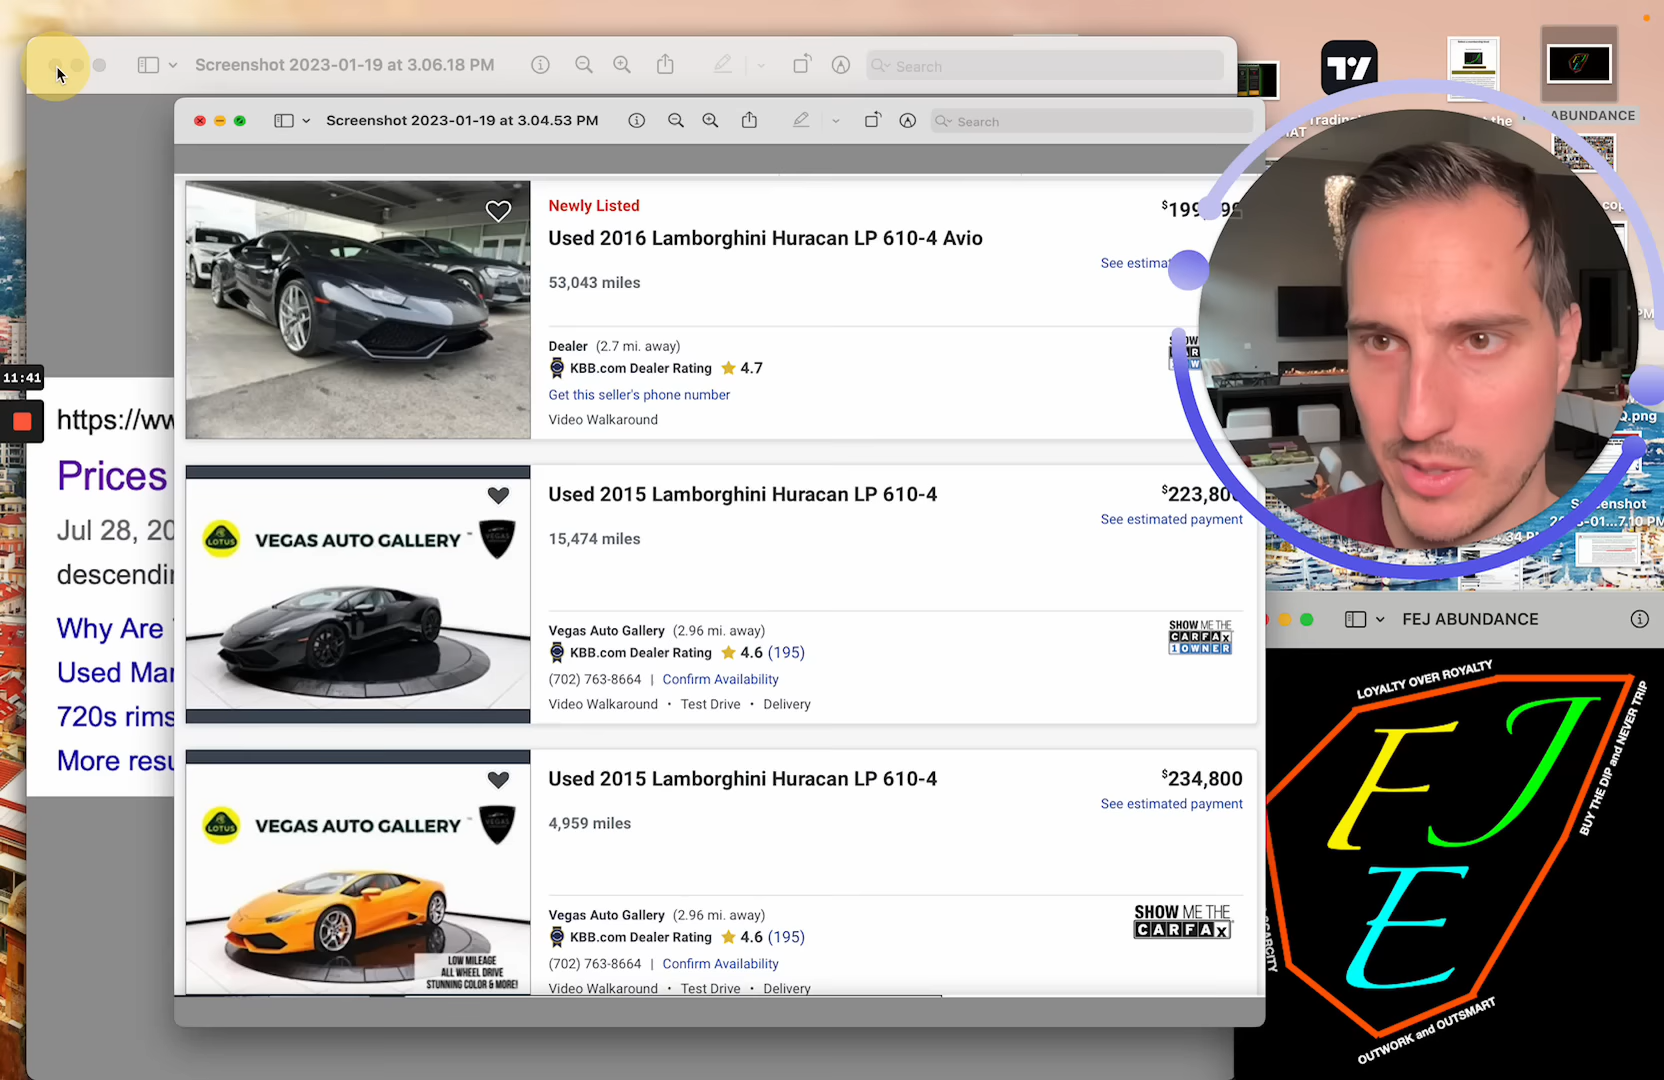 Screenshot 2023-01-19 at 3.06.18 PM
Search
Screenshot 2023-01-19 at 3.04.53 PM
Search
ABUNDANCE
Newly Listed
Used 2016 Lamborghini Huracan LP 610-4 Avio
53,043 miles
Dealer (2.7 mi. away)
KBB.com Dealer Rating 4.7
Get this seller's phone number
Video Walkaround
11:41
https://ww
Prices
Jul 28, 20
descendin
Why Are
Used Mar
720s rims
More resu
LOTUS
VEGAS AUTO GALLERY
Used 2015 Lamborghini Huracan LP 610-4
$223,800
See estimated payment
15,474 miles
Vegas Auto Gallery (2.96 mi. away)
KBB.com Dealer Rating 4.6 (195)
(702) 763-8664 | Confirm Availability
Video Walkaround • Test Drive • Delivery
SHOW ME THE
CARFAX
1 OWNER
LOTUS
VEGAS AUTO GALLERY
LOW MILEAGE
ALL WHEEL DRIVE
STUNNING COLOR & MORE!
Used 2015 Lamborghini Huracan LP 610-4
$234,800
See estimated payment
4,959 miles
Vegas Auto Gallery (2.96 mi. away)
KBB.com Dealer Rating 4.6 (195)
(702) 763-8664 | Confirm Availability
Video Walkaround • Test Drive • Delivery
SHOW ME THE
CARFAX
Q.png
FEJ ABUNDANCE
LOYALTY OVER ROYALTY
BUY THE DIP and NEVER TRIP
FJ
E
OUTWORK and OUTSMART